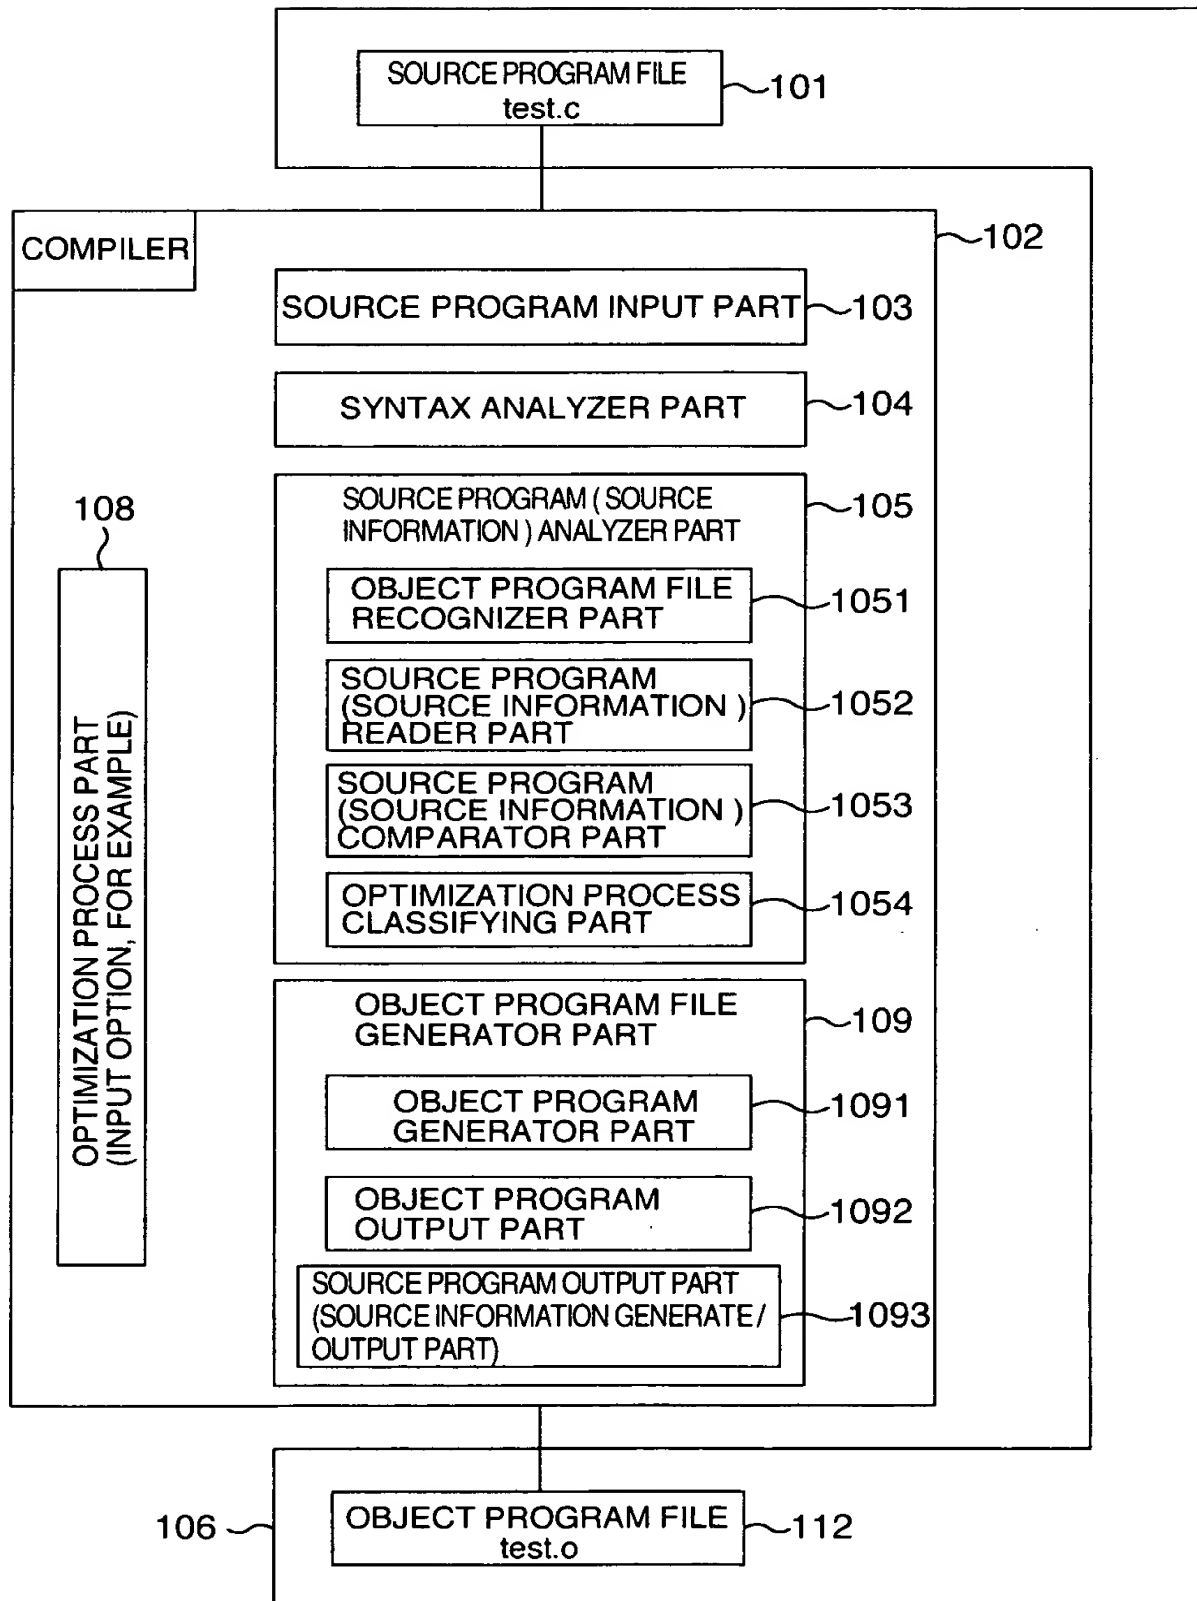 SOURCE PROGRAM FILE
test.c
101
COMPILER
102
SOURCE PROGRAM INPUT PART
103
SYNTAX ANALYZER PART
104
SOURCE PROGRAM (SOURCE
INFORMATION) ANALYZER PART
105
OBJECT PROGRAM FILE
RECOGNIZER PART
1051
SOURCE PROGRAM
(SOURCE INFORMATION)
READER PART
1052
SOURCE PROGRAM
(SOURCE INFORMATION)
COMPARATOR PART
1053
OPTIMIZATION PROCESS
CLASSIFYING PART
1054
108
OPTIMIZATION PROCESS PART
(INPUT OPTION, FOR EXAMPLE)
OBJECT PROGRAM FILE
GENERATOR PART
109
OBJECT PROGRAM
GENERATOR PART
1091
OBJECT PROGRAM
OUTPUT PART
1092
SOURCE PROGRAM OUTPUT PART
(SOURCE INFORMATION GENERATE /
OUTPUT PART)
1093
106
OBJECT PROGRAM FILE
test.o
112